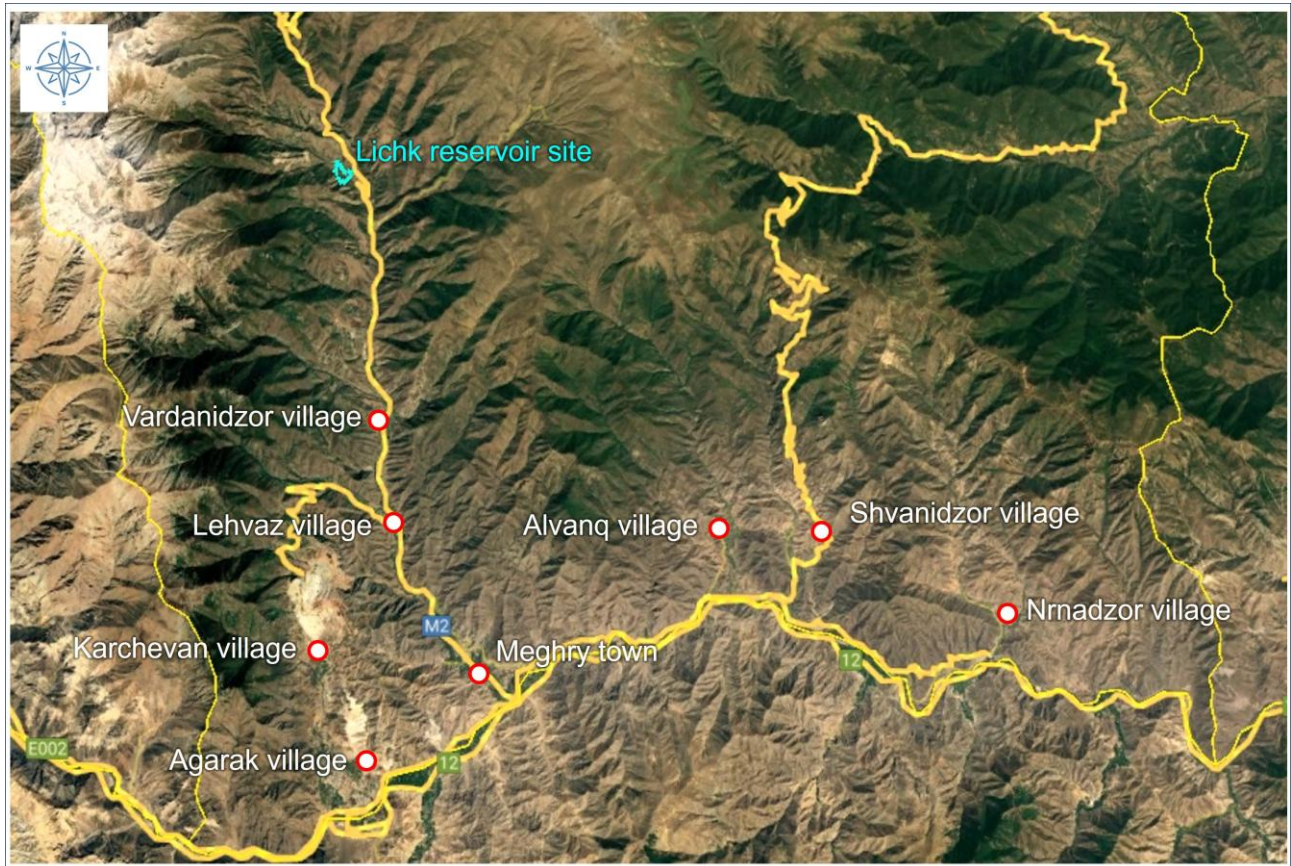 N
W E
S
Lichk reservoir site
Vardanidzor village
Lehvaz village
Alvanq village
Shvanidzor village
Nrnadzor village
M2
Karchevan village
Meghry town
12
E002
Agarak village
12